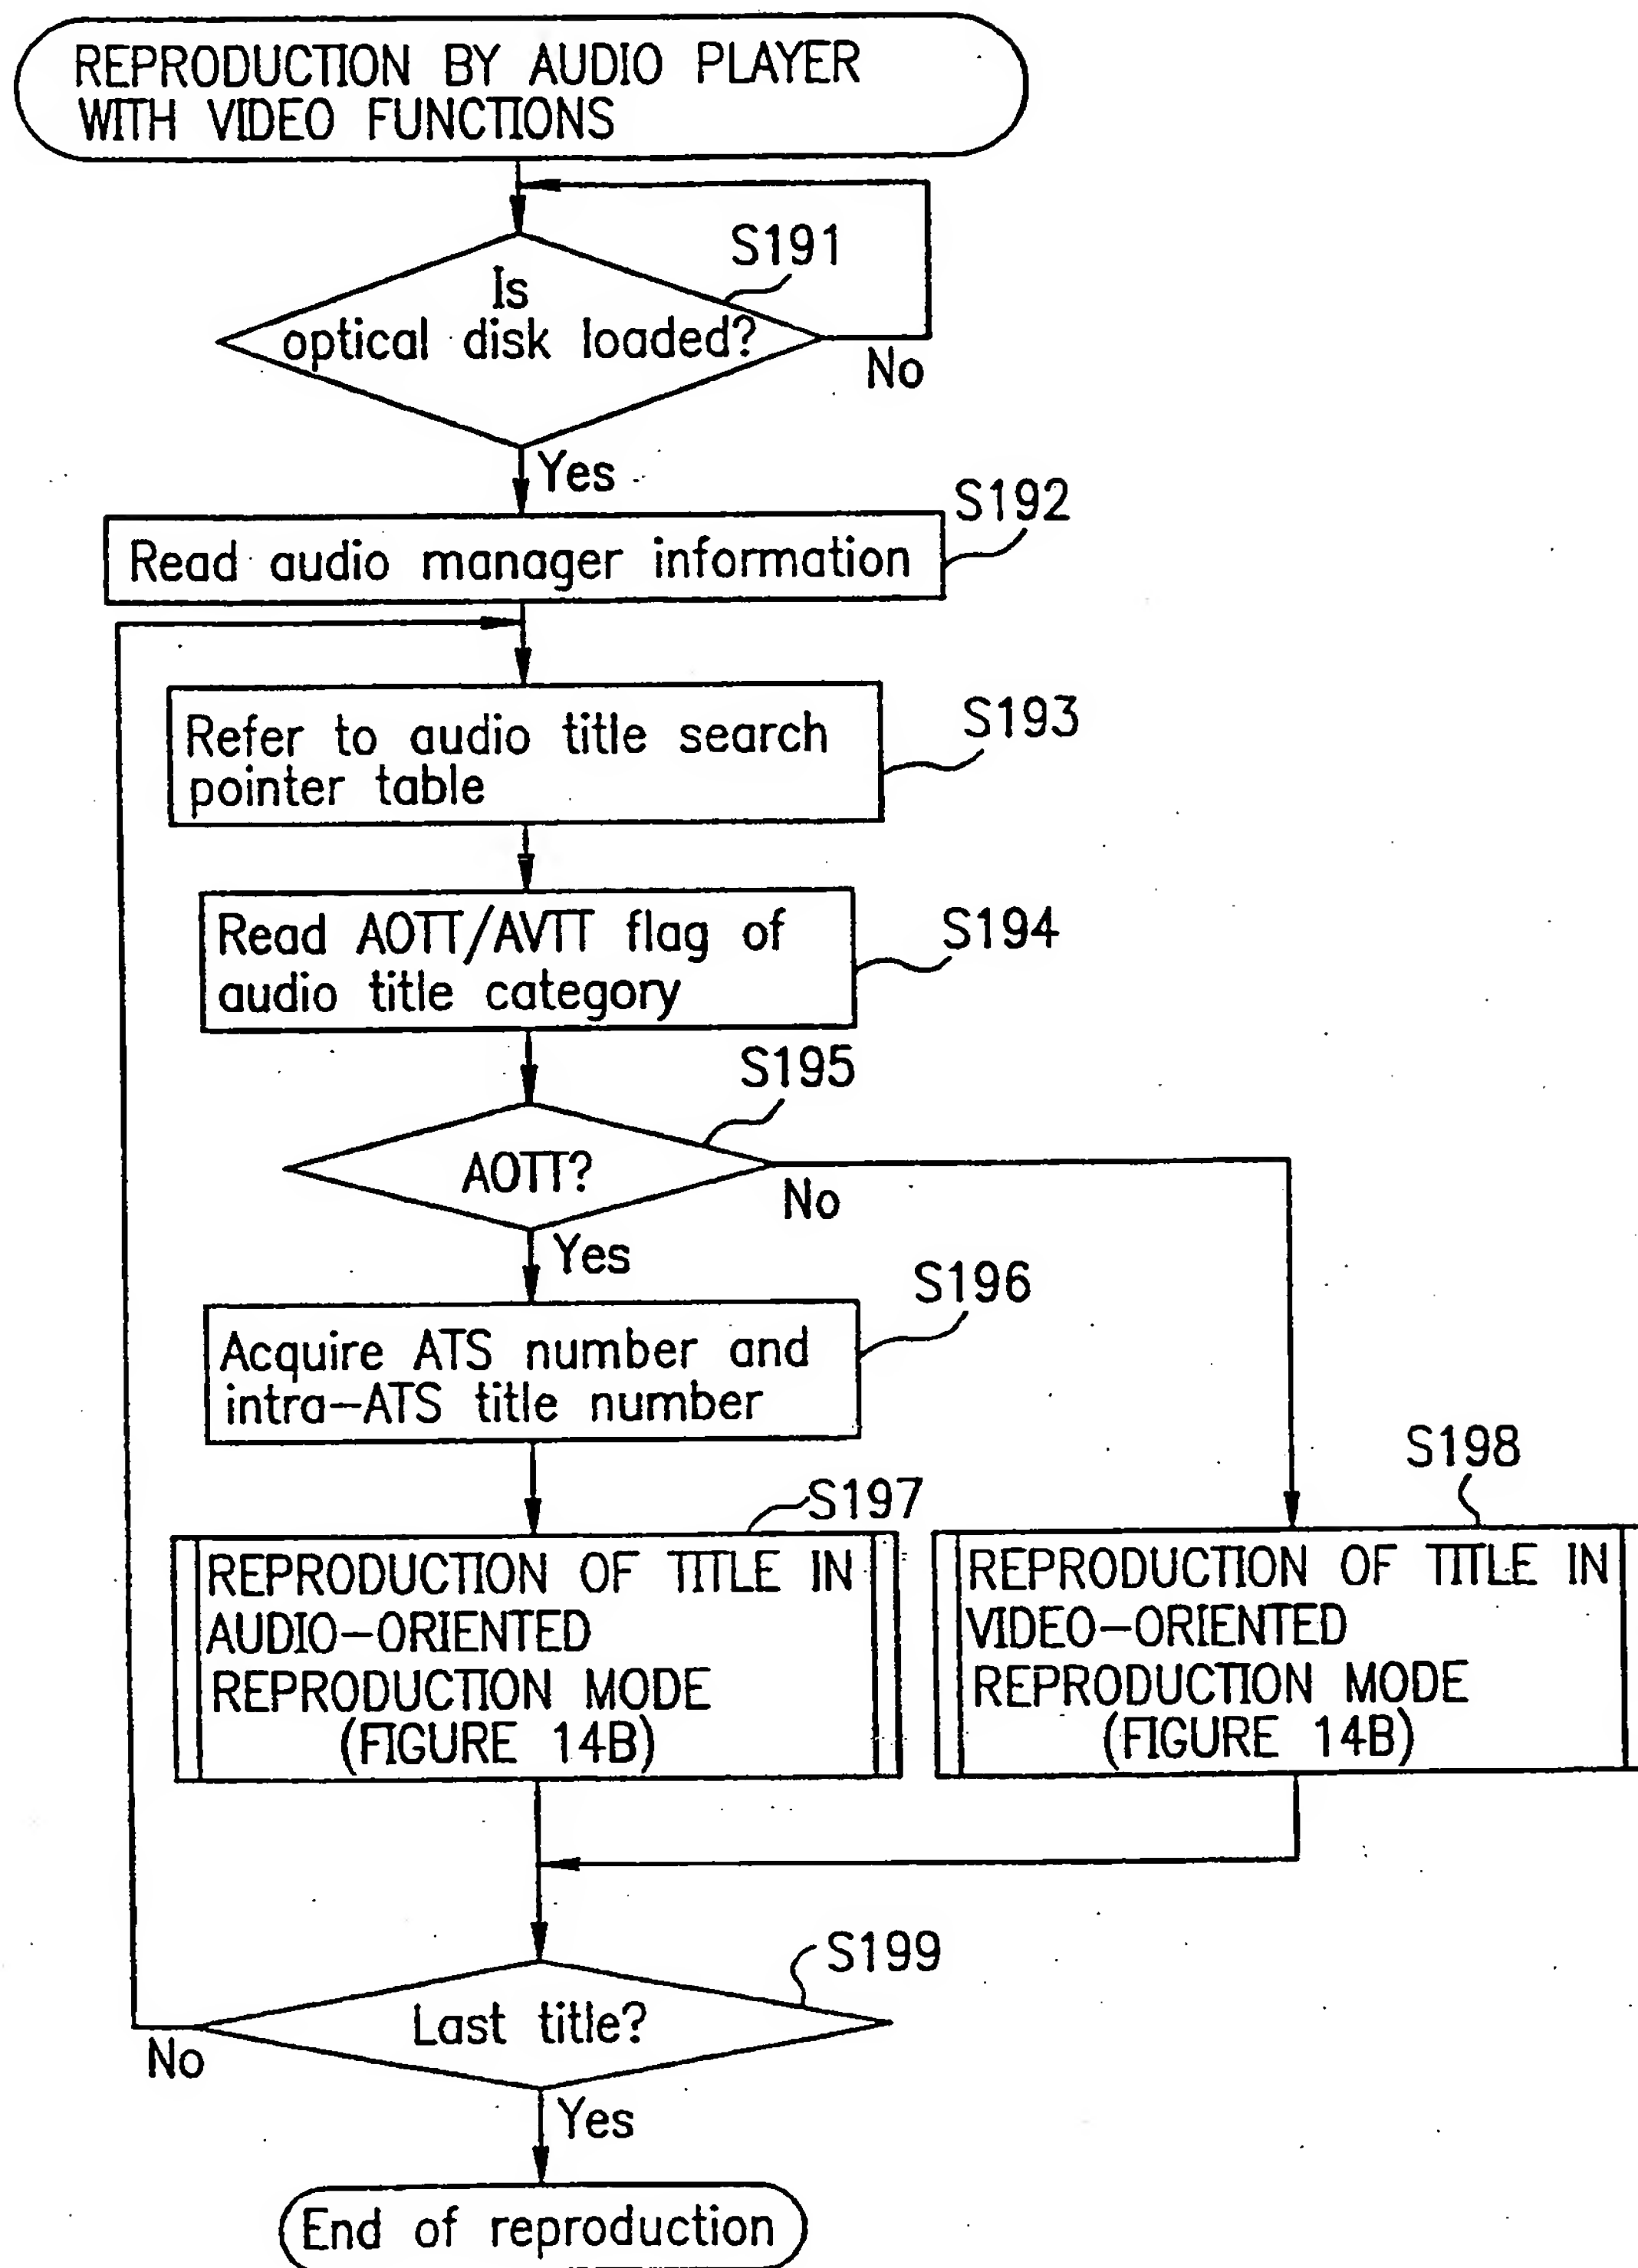 REPRODUCTION BY AUDIO PLAYER
WITH VIDEO FUNCTIONS
S191
Is
optical disk loaded?
No
Yes
S192
Read audio manager information
S193
Refer to audio title search
pointer table
S194
Read AOTT/AVTT flag of
audio title category
S195
AOTT?
No
Yes
S196
Acquire ATS number and
intra-ATS title number
S197
REPRODUCTION OF TITLE IN
AUDIO-ORIENTED
REPRODUCTION MODE
(FIGURE 14B)
S198
REPRODUCTION OF TITLE IN
VIDEO-ORIENTED
REPRODUCTION MODE
(FIGURE 14B)
S199
Last title?
No
Yes
End of reproduction